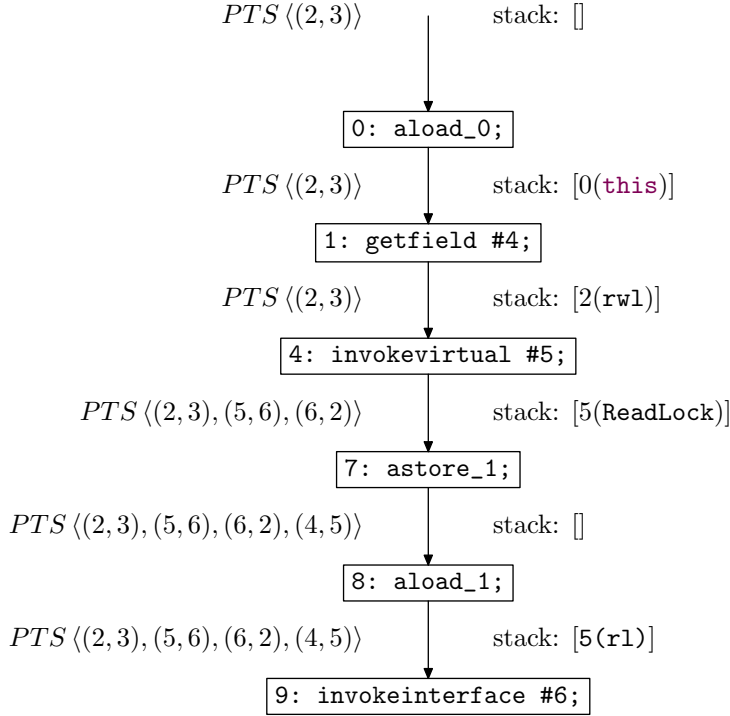 PTS ⟨(2, 3)⟩ stack: []
0: aload_0;
PTS ⟨(2, 3)⟩ stack: [0(this)]
1: getfield #4;
PTS ⟨(2, 3)⟩ stack: [2(rwl)]
4: invokevirtual #5;
PTS ⟨(2, 3), (5, 6), (6, 2)⟩ stack: [5(ReadLock)]
7: astore_1;
PTS ⟨(2, 3), (5, 6), (6, 2), (4, 5)⟩ stack: []
8: aload_1;
PTS ⟨(2, 3), (5, 6), (6, 2), (4, 5)⟩ stack: [5(rl)]
9: invokeinterface #6;